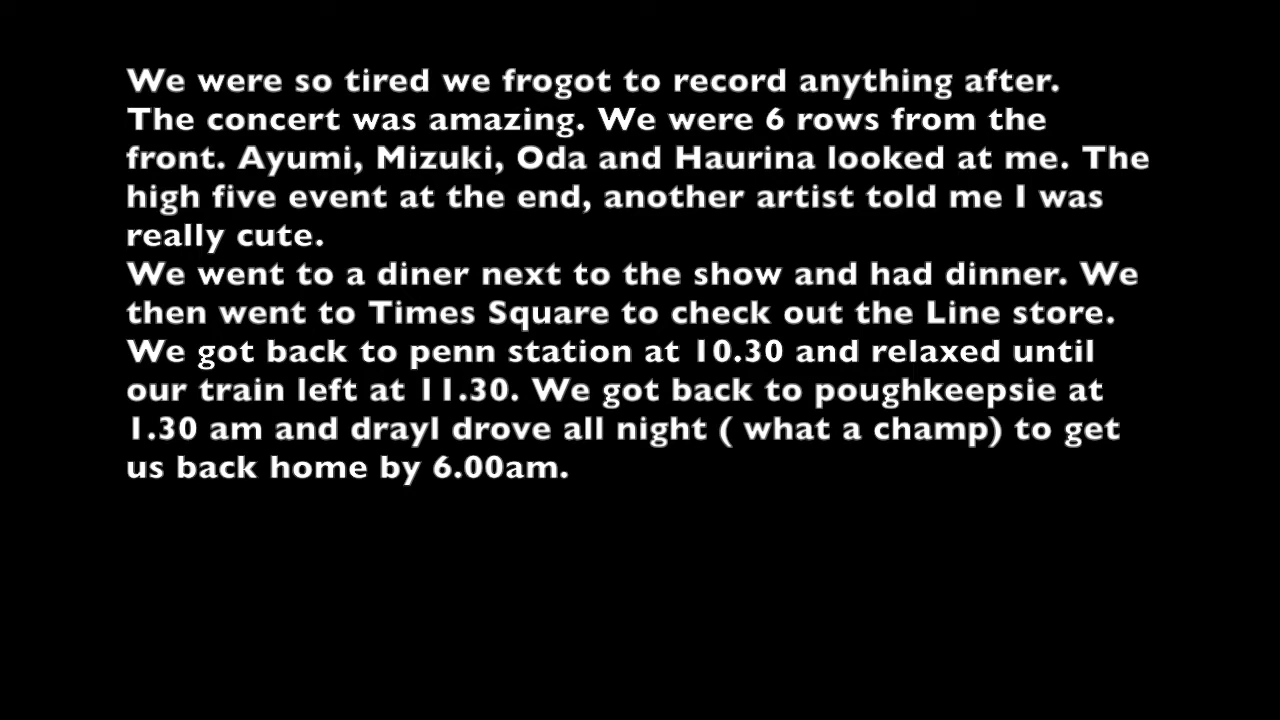 We were so tired we frogot to record anything after.
The concert was amazing. We were 6 rows from the
front. Ayumi, Mizuki, Oda and Haurina looked at me. The
high five event at the end, another artist told me I was
really cute.
We went to a diner next to the show and had dinner. We
then went to Times Square to check out the Line store.
We got back to penn station at 10.30 and relaxed until
our train left at 11.30. We got back to poughkeepsie at
1.30 am and drayl drove all night ( what a champ) to get
us back home by 6.00am.